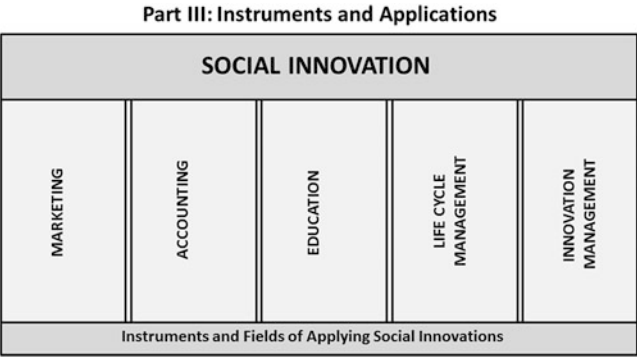 Part III: Instruments and Applications
SOCIAL INNOVATION
MARKETING
ACCOUNTING
EDUCATION
LIFE CYCLE
MANAGEMENT
INNOVATION
MANAGEMENT
Instruments and Fields of Applying Social Innovations